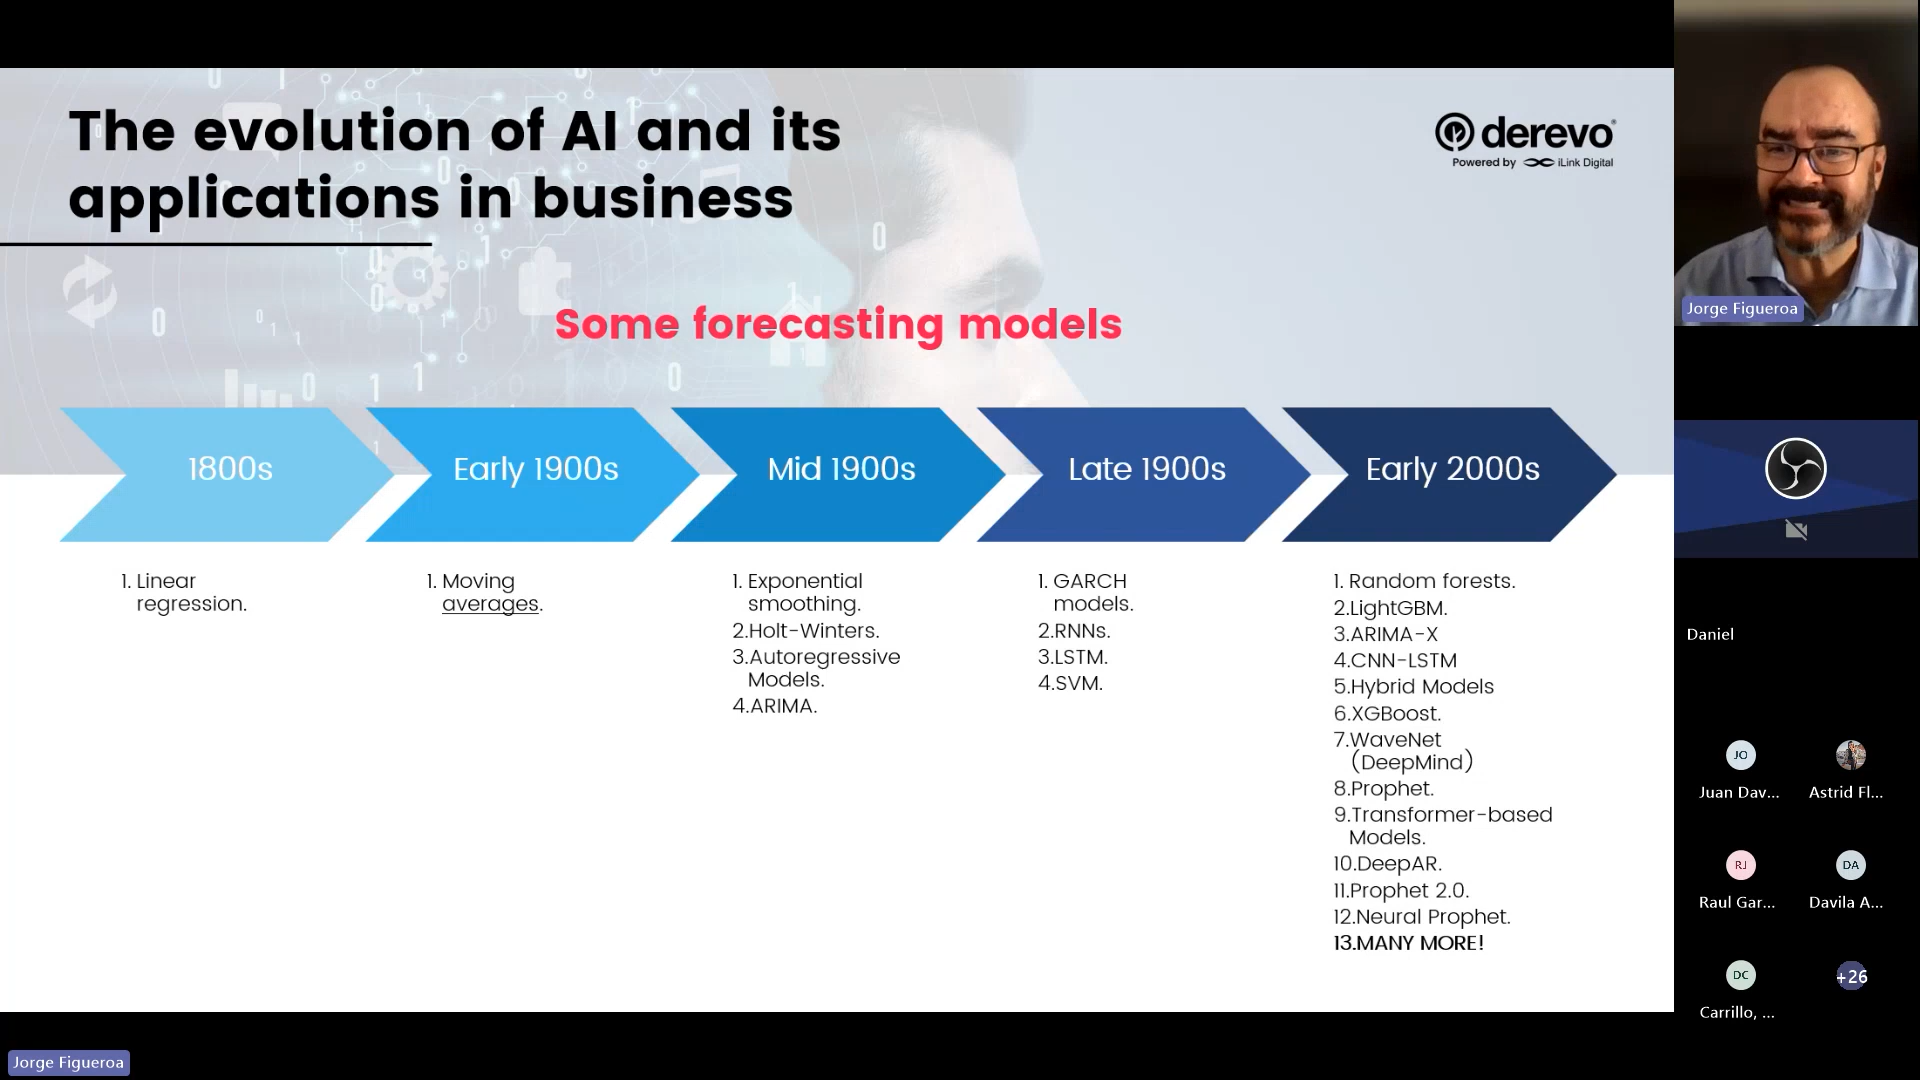 The evolution of AI and its
applications in business
derevo
Powered by iLink Digital
Some forecasting models
1800s
Early 1900s
Mid 1900s
Late 1900s
Early 2000s
1. Linear
regression.
1. Moving
averages.
1. Exponential
smoothing.
2.Holt-Winters.
3.Autoregressive
Models.
4.ARIMA.
1. GARCH
models.
2.RNNs.
3.LSTM.
4.SVM.
1. Random forests.
2.LightGBM.
3.ARIMA-X
4.CNN-LSTM
5.Hybrid Models
6.XGBoost.
7.WaveNet
(DeepMind)
8.Prophet.
9.Transformer-based
Models.
10.DeepAR.
11.Prophet 2.0.
12.Neural Prophet.
13.MANY MORE!
Jorge Figueroa
Daniel
JO
Juan Dav...
Astrid Fl...
RJ
Raul Gar...
DA
Davila A...
DC
Carrillo, ...
+26
Jorge Figueroa